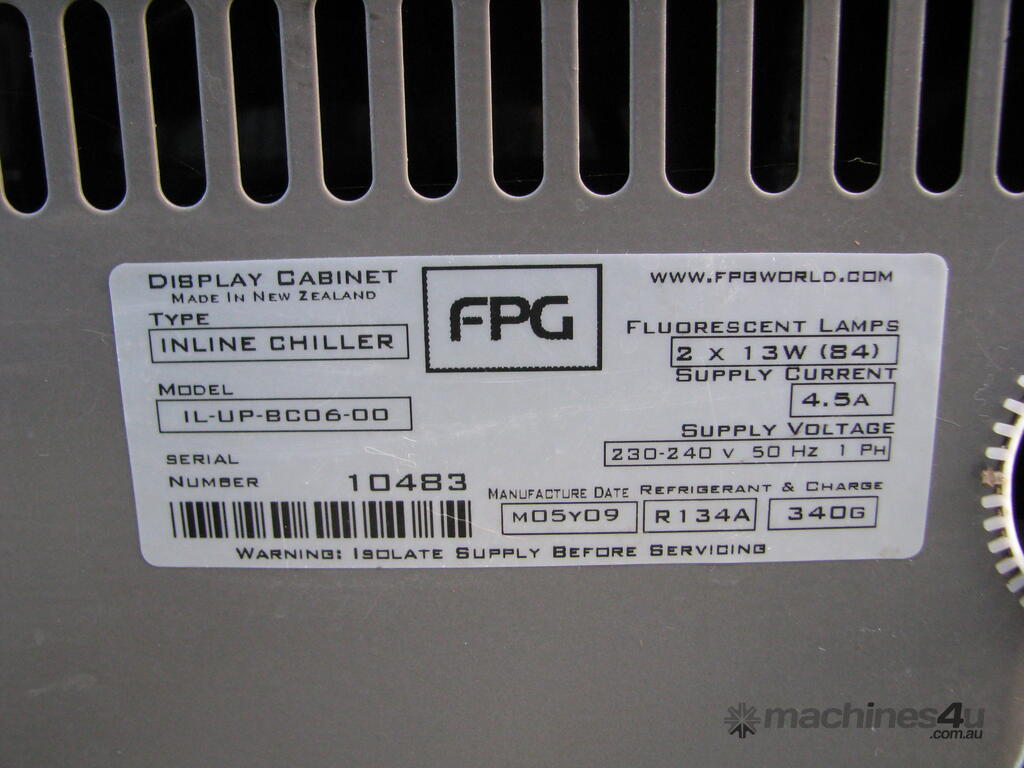 DISPLAY CABINET
MADE IN NEW ZEALAND
TYPE
INLINE CHILLER
MODEL
IL-UP-BC06-00
SERIAL
NUMBER 10483
FPG
WWW.FPGWORLD.COM
FLUORESCENT LAMPS
2 X 13W (84)
SUPPLY CURRENT
4.5A
SUPPLY VOLTAGE
230-240 V 50 HZ 1 PH
MANUFACTURE DATE REFRIGERANT & CHARGE
M05Y09 R134A 340G
WARNING: ISOLATE SUPPLY BEFORE SERVICING
machines4u
.com.au